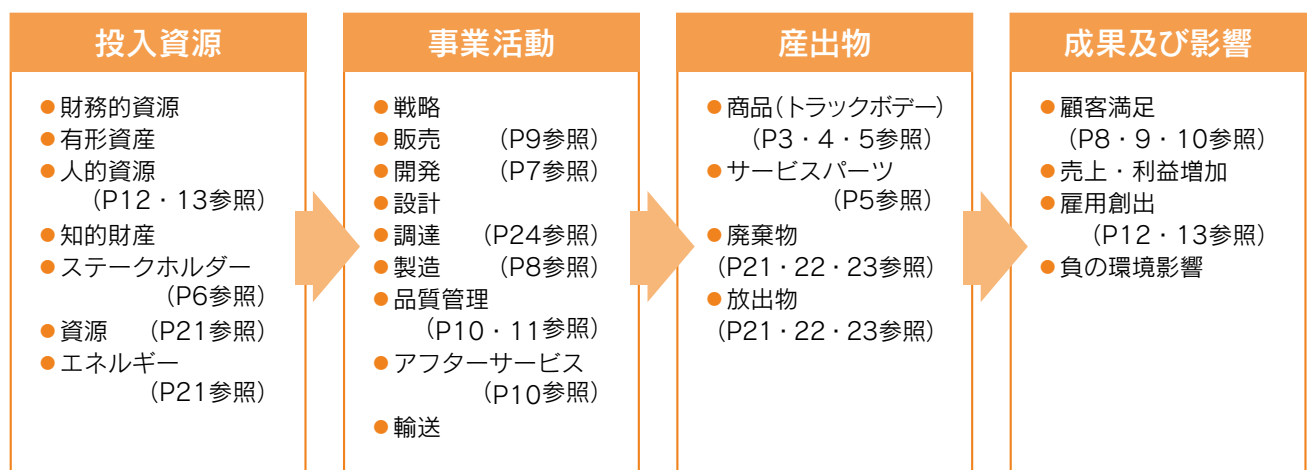 投入資源
●財務的資源
●有形資産
●人的資源
(P12・13参照)
●知的財産
●ステークホルダー
(P6参照)
●資源 (P21参照)
●エネルギー
(P21参照)
事業活動
●戦略
●販売 (P9参照)
●開発 (P7参照)
●設計
●調達 (P24参照)
●製造 (P8参照)
●品質管理
(P10・11参照)
●アフターサービス
(P10参照)
●輸送
産出物
●商品(トラックボデー)
(P3・4・5参照)
●サービスパーツ
(P5参照)
●廃棄物
(P21・22・23参照)
●放出物
(P21・22・23参照)
成果及び影響
●顧客満足
(P8・9・10参照)
●売上・利益増加
●雇用創出
(P12・13参照)
●負の環境影響